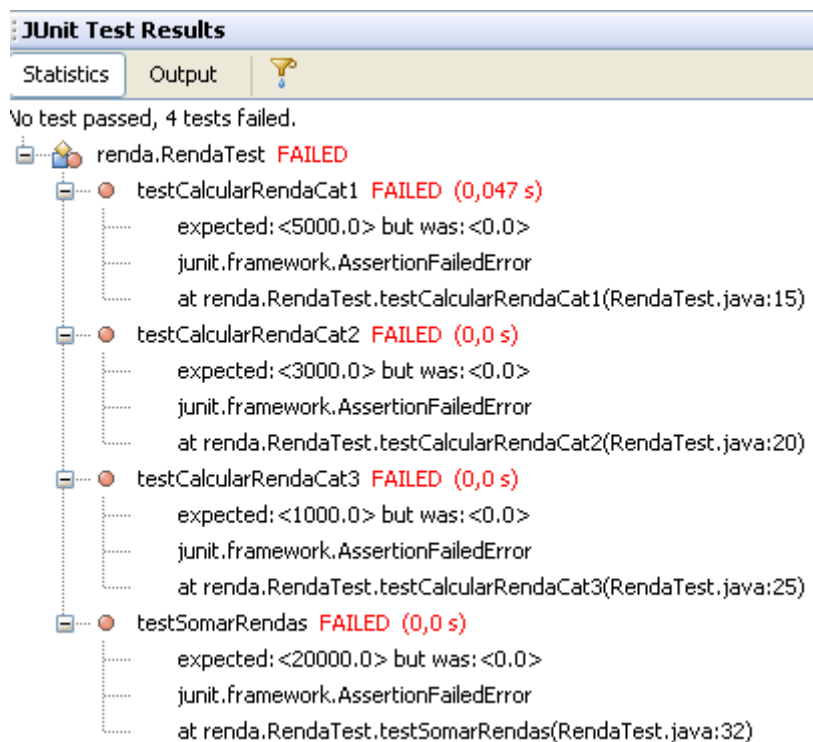 JUnit Test Results
Statistics Output
No test passed, 4 tests failed.
renda.RendaTest FAILED
testCalcularRendaCat1 FAILED (0,047 s)
expected:<5000.0> but was:<0.0>
junit.framework.AssertionFailedError
at renda.RendaTest.testCalcularRendaCat1(RendaTest.java:15)
testCalcularRendaCat2 FAILED (0,0 s)
expected:<3000.0> but was:<0.0>
junit.framework.AssertionFailedError
at renda.RendaTest.testCalcularRendaCat2(RendaTest.java:20)
testCalcularRendaCat3 FAILED (0,0 s)
expected:<1000.0> but was:<0.0>
junit.framework.AssertionFailedError
at renda.RendaTest.testCalcularRendaCat3(RendaTest.java:25)
testSomarRendas FAILED (0,0 s)
expected:<20000.0> but was:<0.0>
junit.framework.AssertionFailedError
at renda.RendaTest.testSomarRendas(RendaTest.java:32)